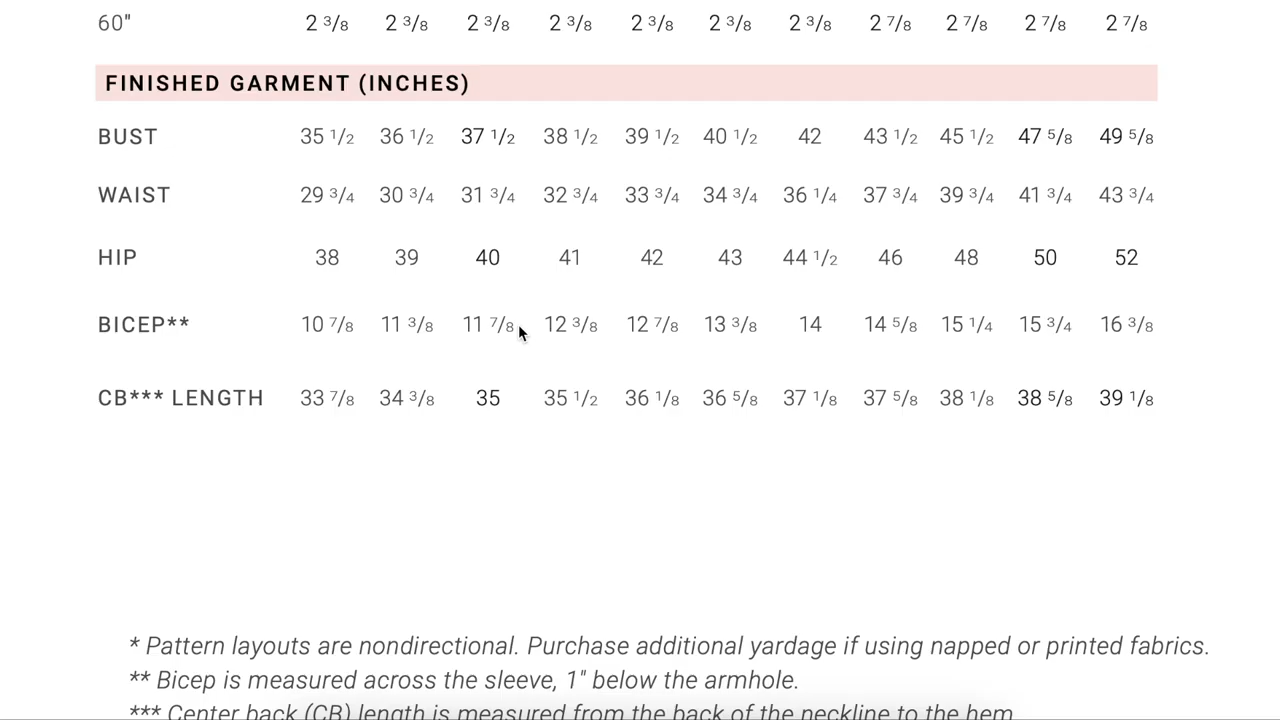 60" 2 3/8 2 3/8 2 3/8 2 3/8 2 3/8 2 3/8 2 3/8 2 7/8 2 7/8 2 7/8 2 7/8
FINISHED GARMENT (INCHES)
BUST 35 1/2 36 1/2 37 1/2 38 1/2 39 1/2 40 1/2 42 43 1/2 45 1/2 47 5/8 49 5/8
WAIST 29 3/4 30 3/4 31 3/4 32 3/4 33 3/4 34 3/4 36 1/4 37 3/4 39 3/4 41 3/4 43 3/4
HIP 38 39 40 41 42 43 44 1/2 46 48 50 52
BICEP** 10 7/8 11 3/8 11 7/8 12 3/8 12 7/8 13 3/8 14 14 5/8 15 1/4 15 3/4 16 3/8
CB*** LENGTH 33 7/8 34 3/8 35 35 1/2 36 1/8 36 5/8 37 1/8 37 5/8 38 1/8 38 5/8 39 1/8
* Pattern layouts are nondirectional. Purchase additional yardage if using napped or printed fabrics.
** Bicep is measured across the sleeve, 1" below the armhole.
*** Center back (CB) length is measured from the back of the neckline to the hem